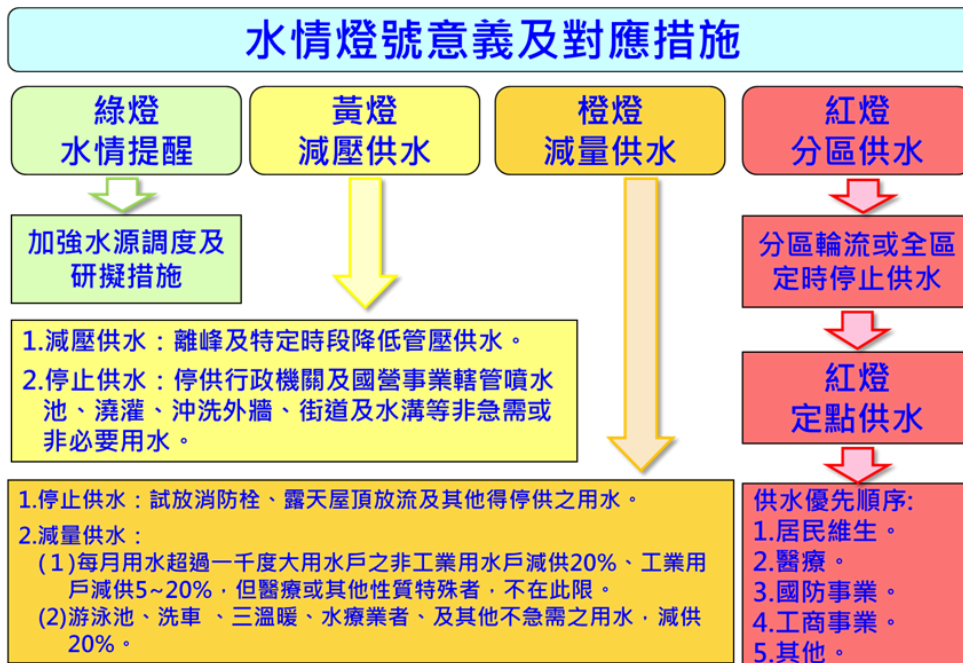 水情燈號意義及對應措施
綠燈
水情提醒
黃燈
減壓供水
橙燈
減量供水
紅燈
分區供水
加強水源調度及
研擬措施
分區輪流或全區
定時停止供水
1.減壓供水：離峰及特定時段降低管壓供水。
2.停止供水：停供行政機關及國營事業轄管噴水
池、澆灌、沖洗外牆、街道及水溝等非急需或
非必要用水。
紅燈
定點供水
1.停止供水：試放消防栓、露天屋頂放流及其他得停供之用水。
2.減量供水：
(1)每月用水超過一千度大用水戶之非工業用水戶減供20%、工業用
戶減供5~20%，但醫療或其他性質特殊者，不在此限。
(2)游泳池、洗車 、三溫暖、水療業者、及其他不急需之用水，減供
20%。
供水優先順序:
1.居民維生。
2.醫療。
3.國防事業。
4.工商事業。
5.其他。